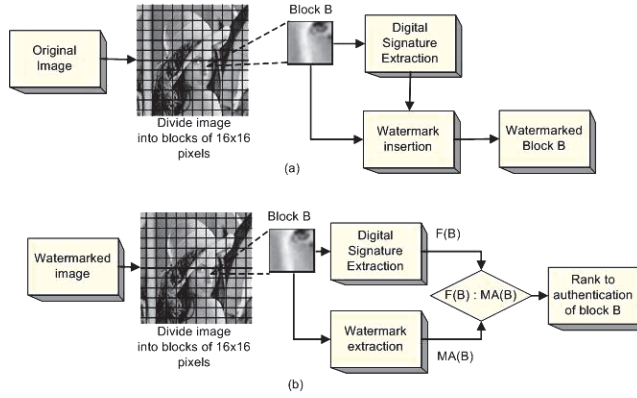 Block B
Original
Image
Digital
Signature
Extraction
Divide image
into blocks of 16x16
pixels
Watermark
insertion
Watermarked
Block B
(a)
Block B
Watermarked
image
Digital
Signature
Extraction
F(B)
F(B) : MA(B)
Rank to
authentication
of block B
Divide image
into blocks of 16x16
pixels
Watermark
extraction
MA(B)
(b)